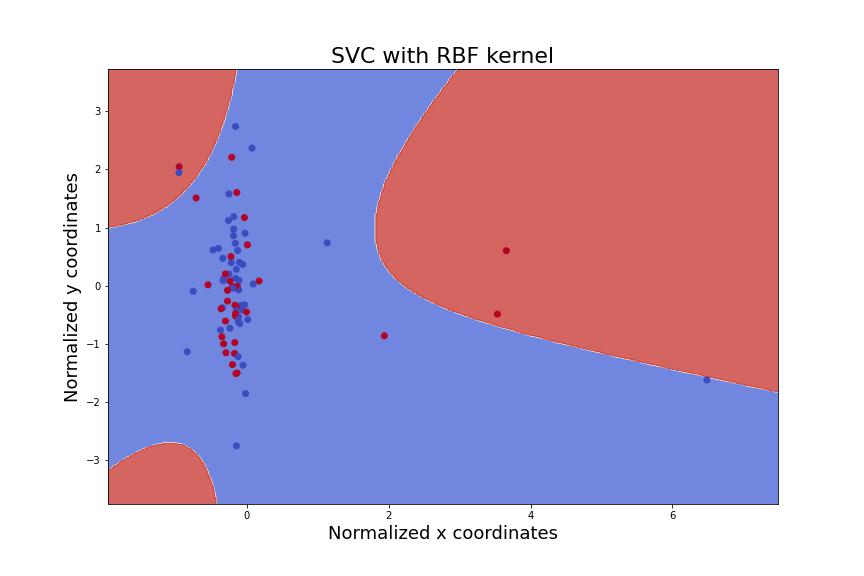 SVC with RBF kernel
Normalized y coordinates
3
2
1
0
−1
−2
−3
0 2 4 6
Normalized x coordinates